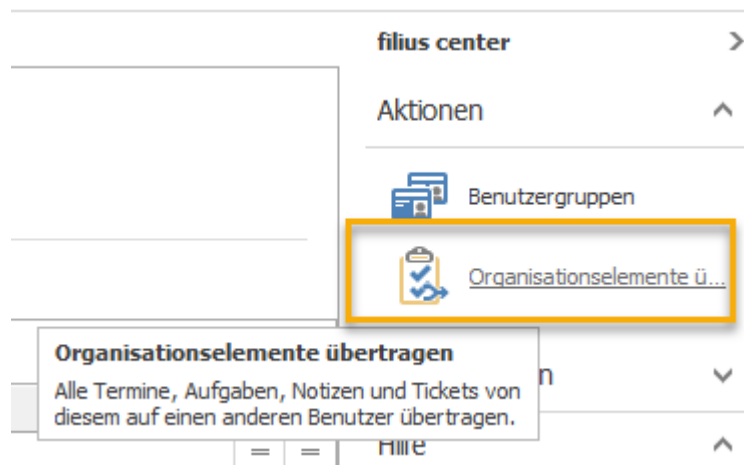 filius center
Aktionen
Benutzergruppen
Organisationselemente ü...
Organisationselemente übertragen
Alle Termine, Aufgaben, Notizen und Tickets von
diesem auf einen anderen Benutzer übertragen.
n
Hilfe